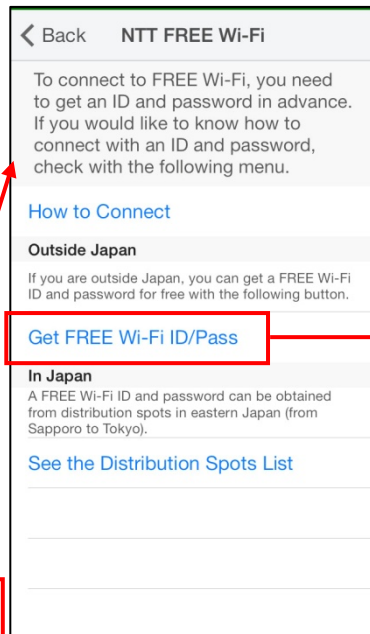 Back NTT FREE Wi-Fi
To connect to FREE Wi-Fi, you need
to get an ID and password in advance.
If you would like to know how to
connect with an ID and password,
check with the following menu.
How to Connect
Outside Japan
If you are outside Japan, you can get a FREE Wi-Fi
ID and password for free with the following button.
Get FREE Wi-Fi ID/Pass
In Japan
A FREE Wi-Fi ID and password can be obtained
from distribution spots in eastern Japan (from
Sapporo to Tokyo).
See the Distribution Spots List